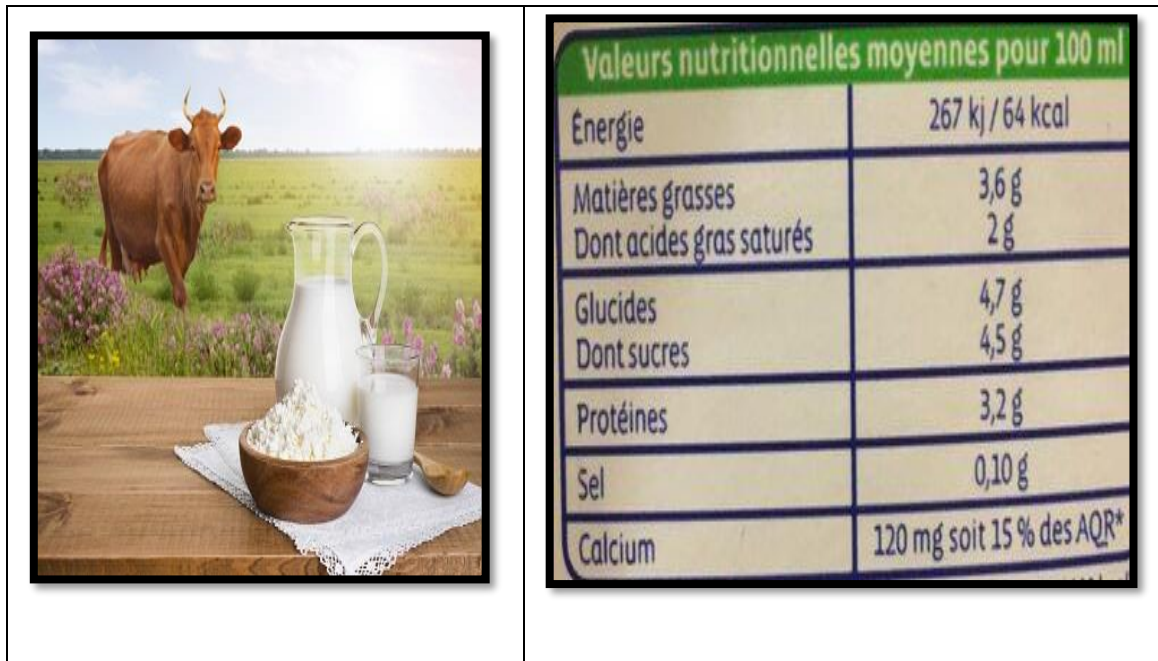 Valeurs nutritionnelles moyennes pour 100 ml
Énergie 267 kj / 64 kcal
Matières grasses 3,6 g
Dont acides gras saturés 2 g
Glucides 4,7 g
Dont sucres 4,5 g
Protéines 3,2 g
Sel 0,10 g
Calcium 120 mg soit 15 % des AQR*